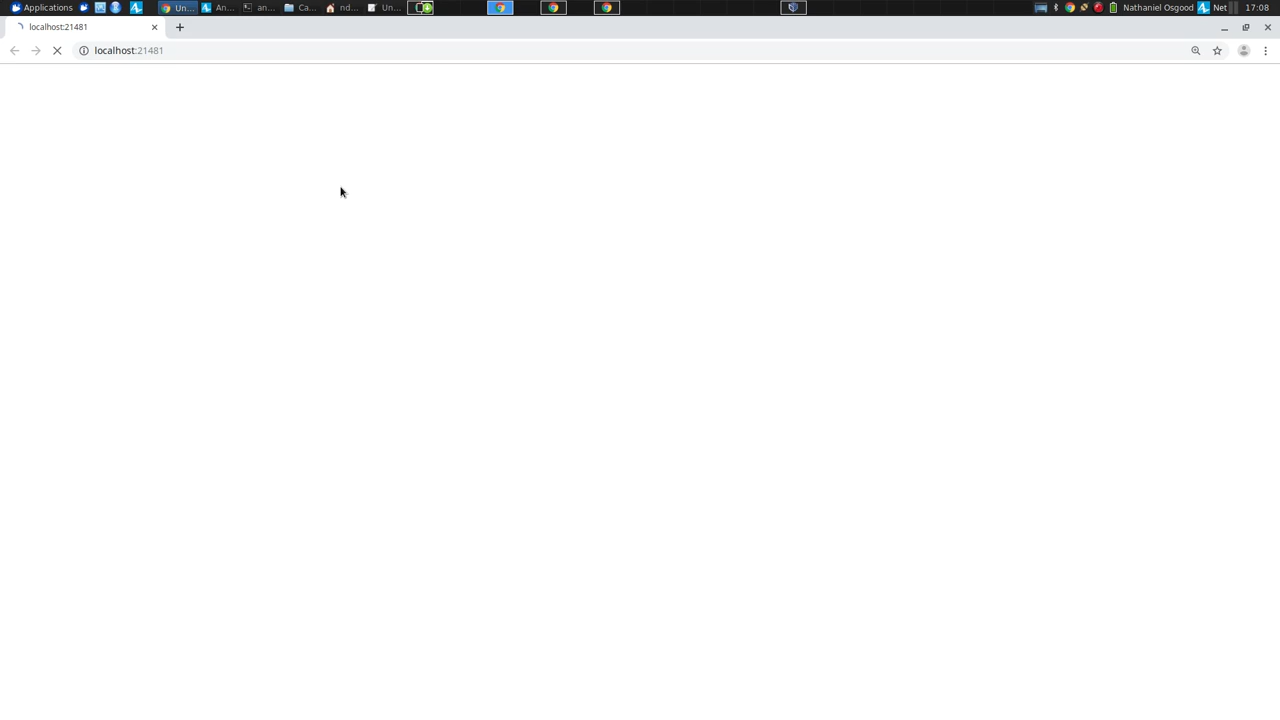 Applications
Un...
An...
an...
Ca...
nd...
Un...
Nathaniel Osgood
Net
17:08
localhost:21481
localhost:21481